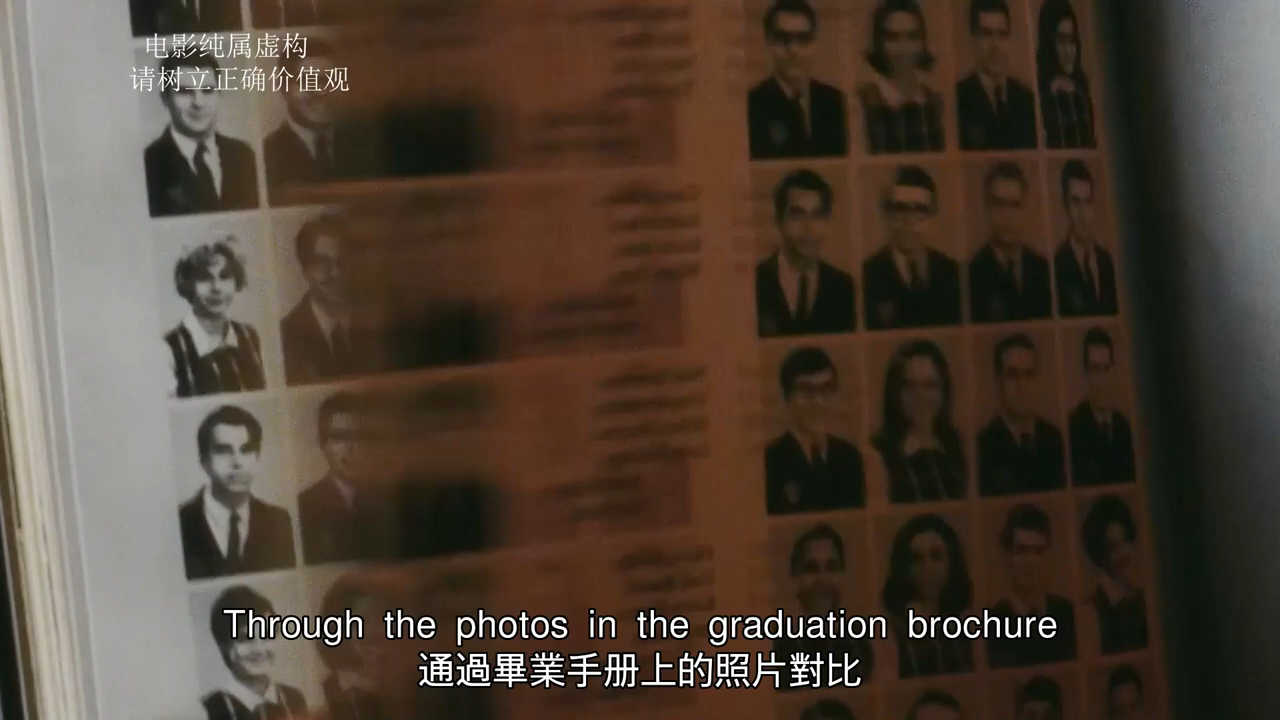 电影纯属虚构
请树立正确价值观
Through the photos in the graduation brochure
通過畢業手册上的照片對比